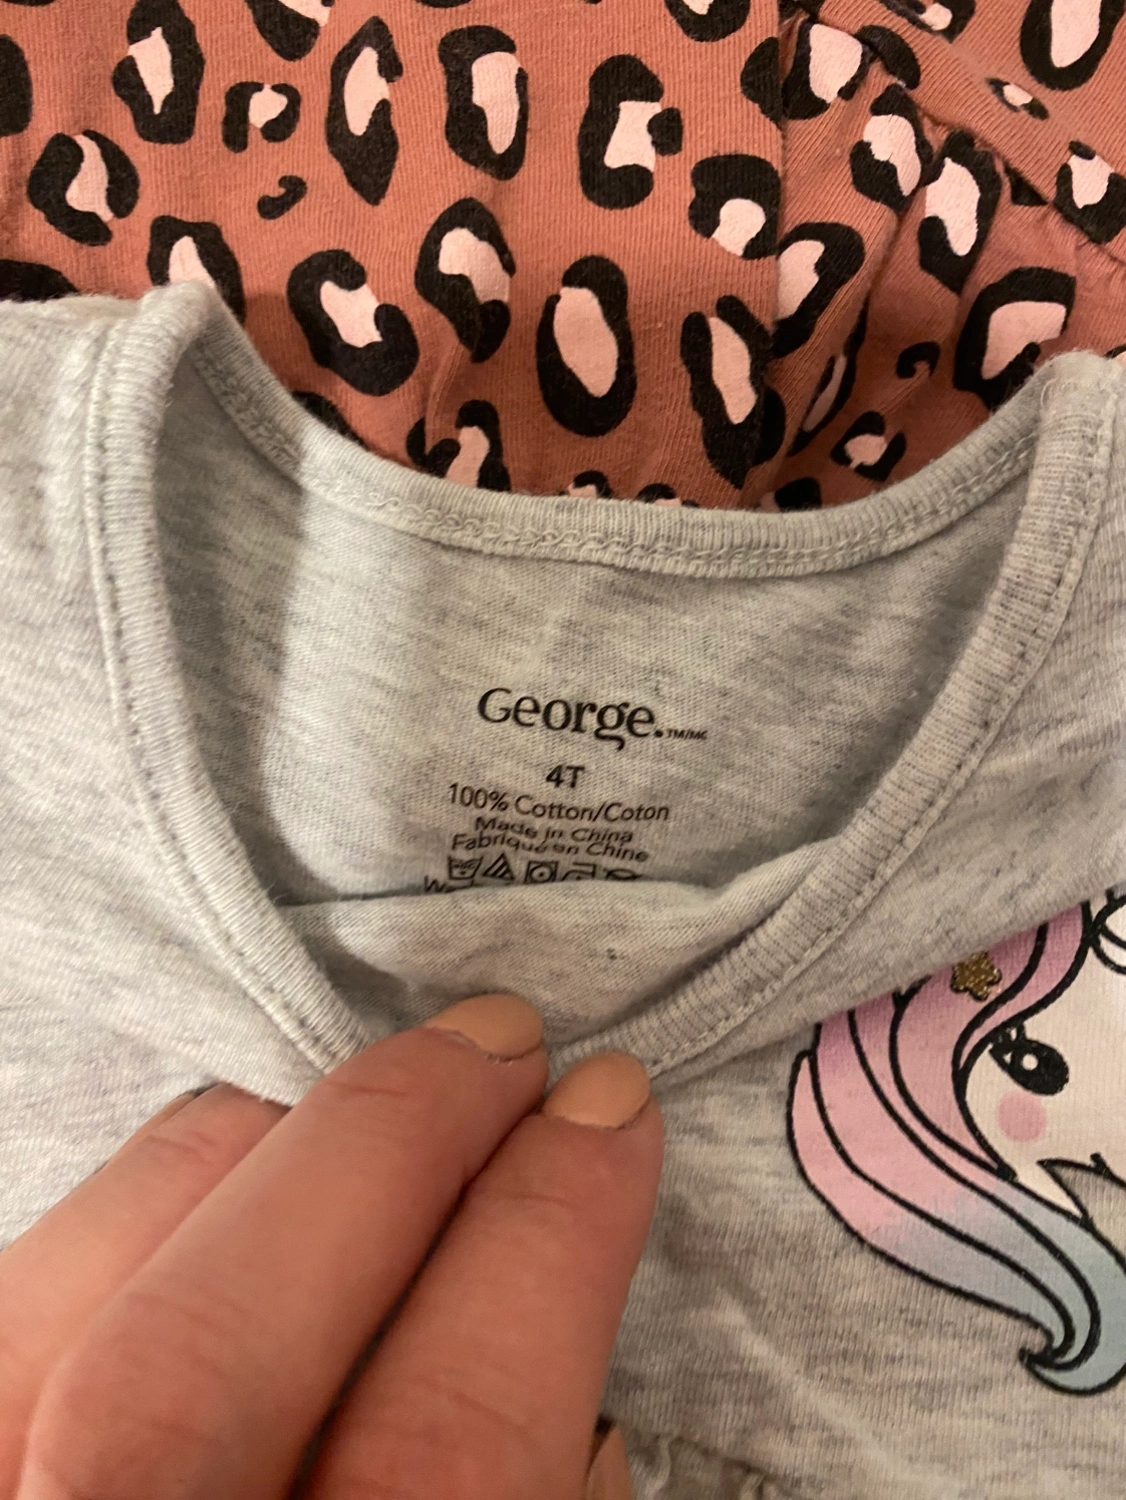 George.™/MC
4T
100% Cotton/Coton
Made in China
Fabriqué en Chine